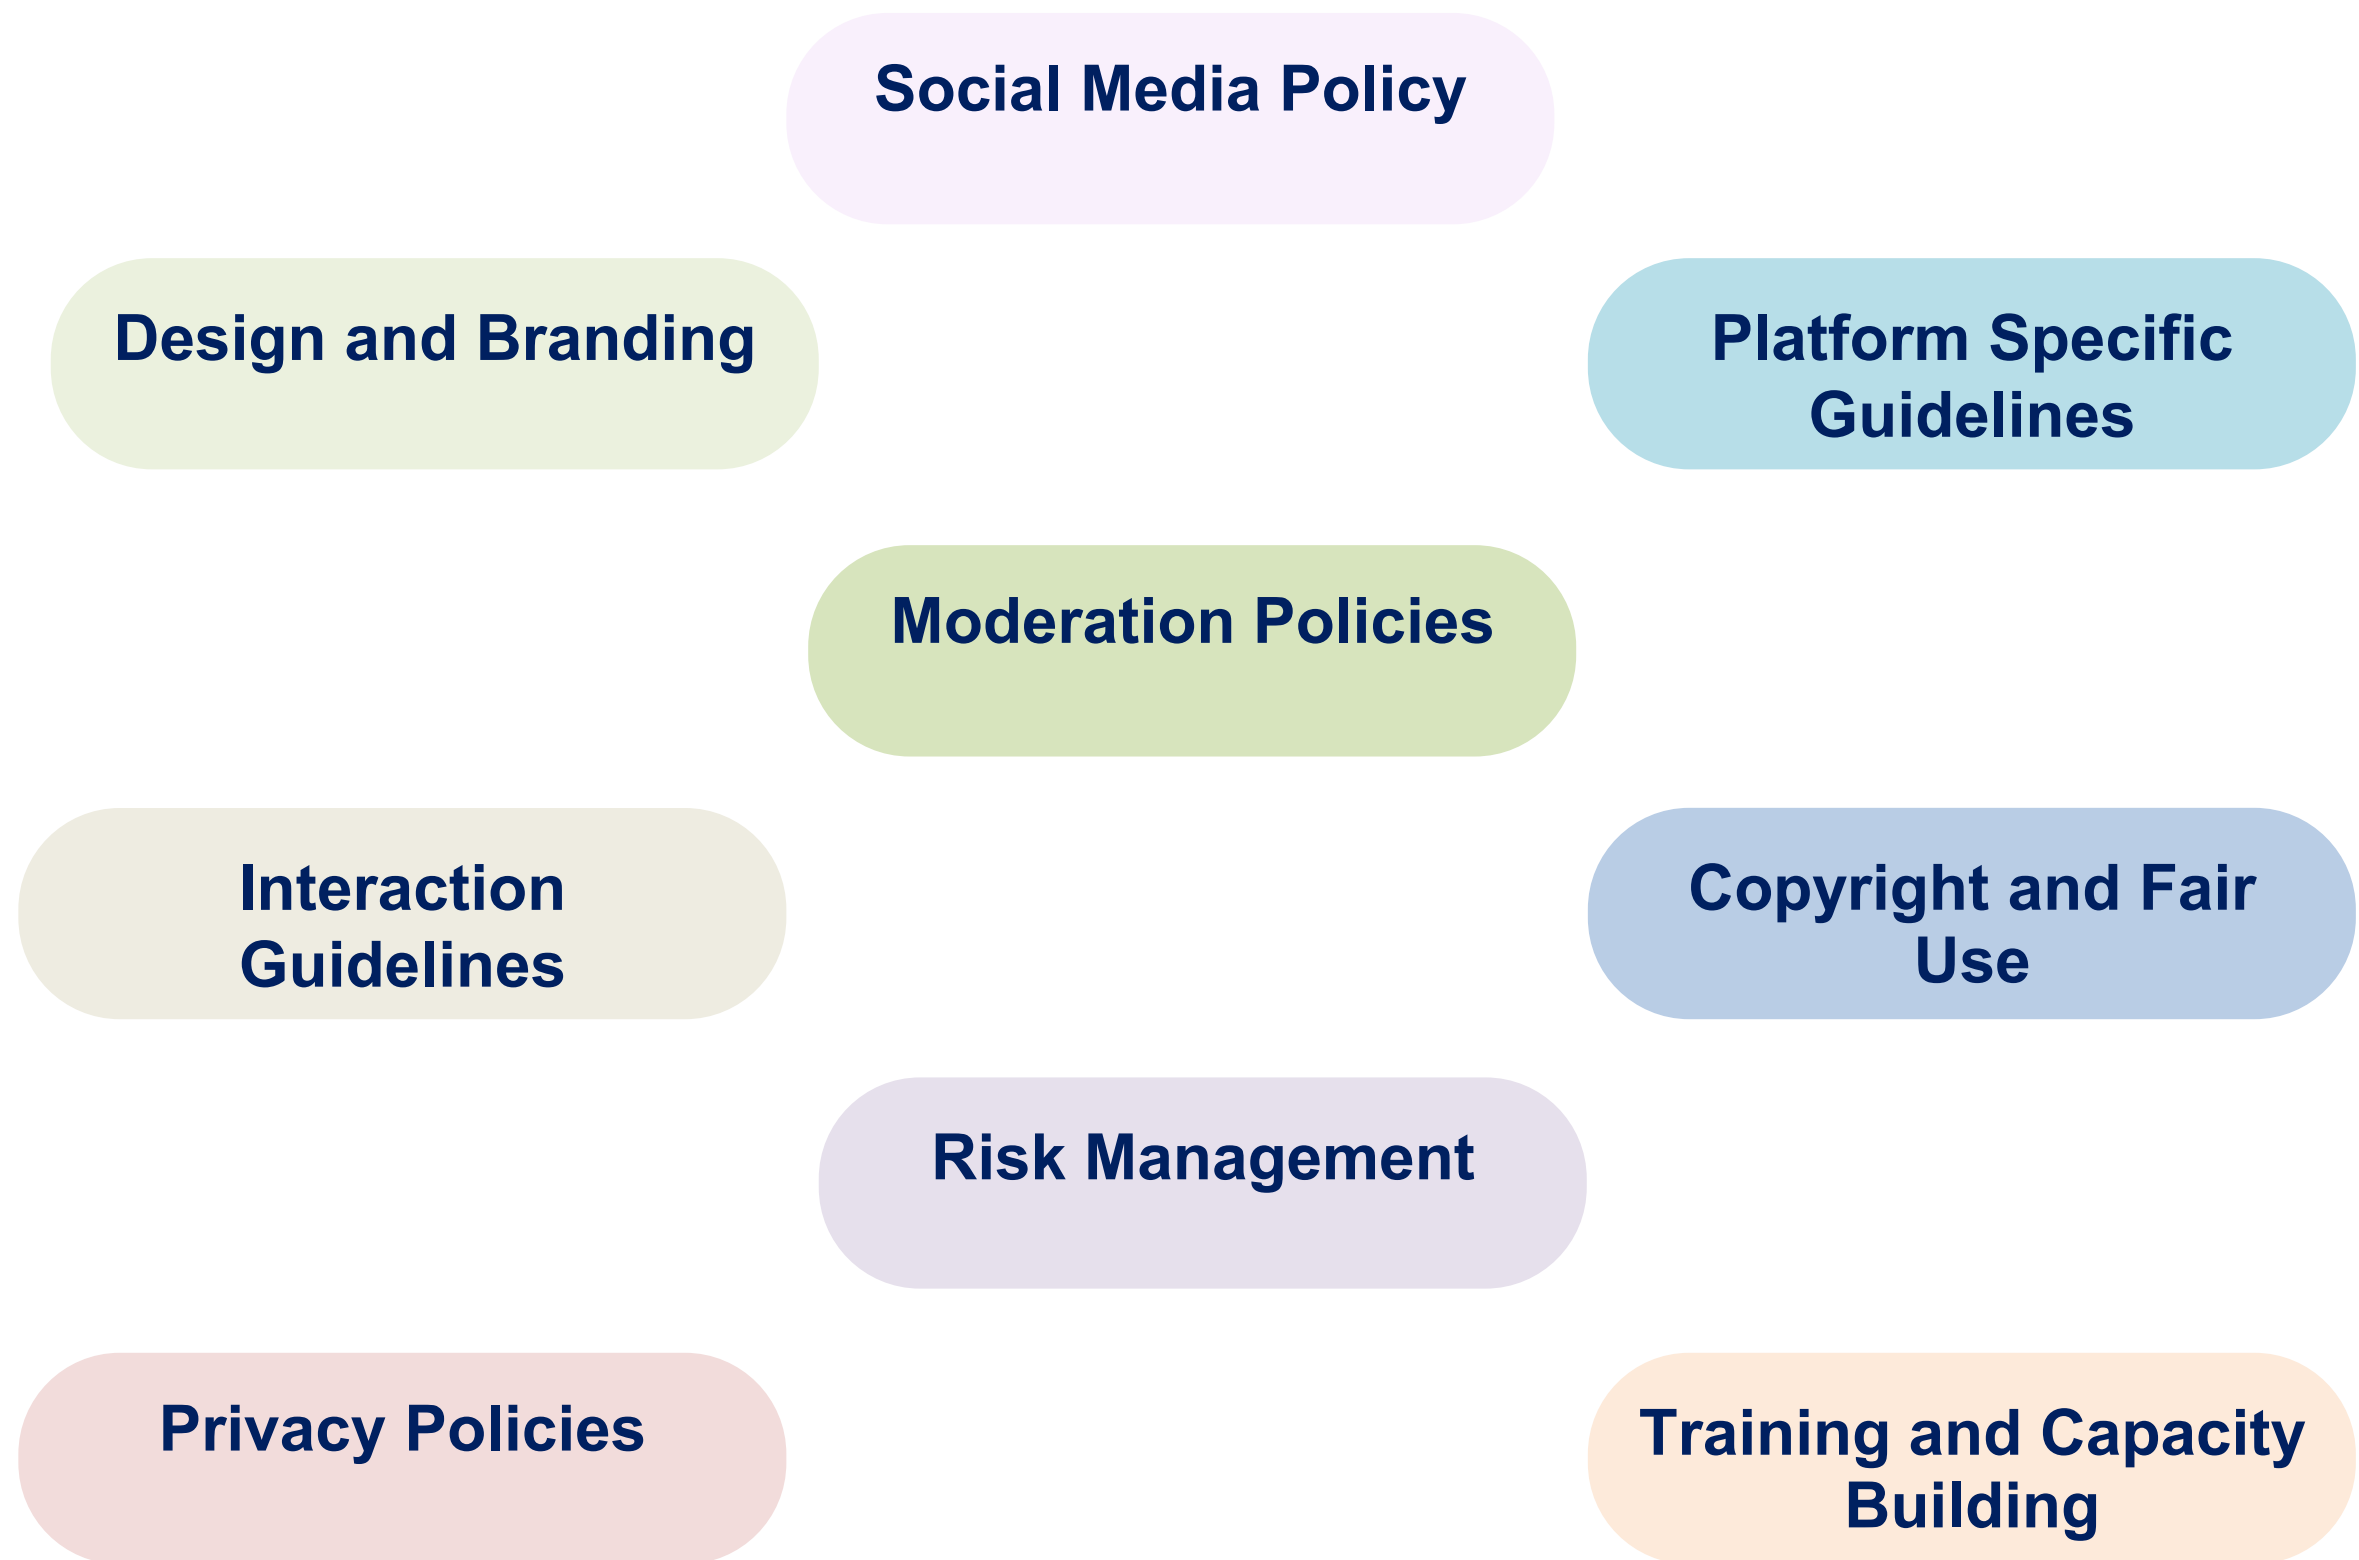 Social Media Policy
Design and Branding
Platform Specific
Guidelines
Moderation Policies
Interaction
Guidelines
Copyright and Fair
Use
Risk Management
Privacy Policies
Training and Capacity
Building